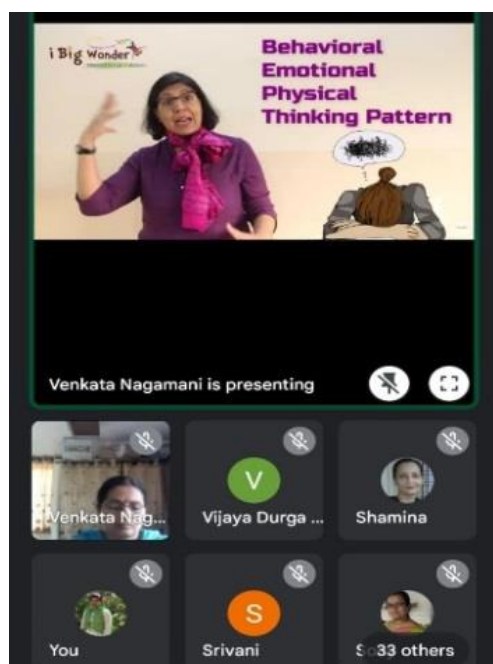 i Big Wonder
Behavioral
Emotional
Physical
Thinking Pattern
Venkata Nagamani is presenting
Venkata Nag...
V
Vijaya Durga ...
Shamina
You
S
Srivani
33 others